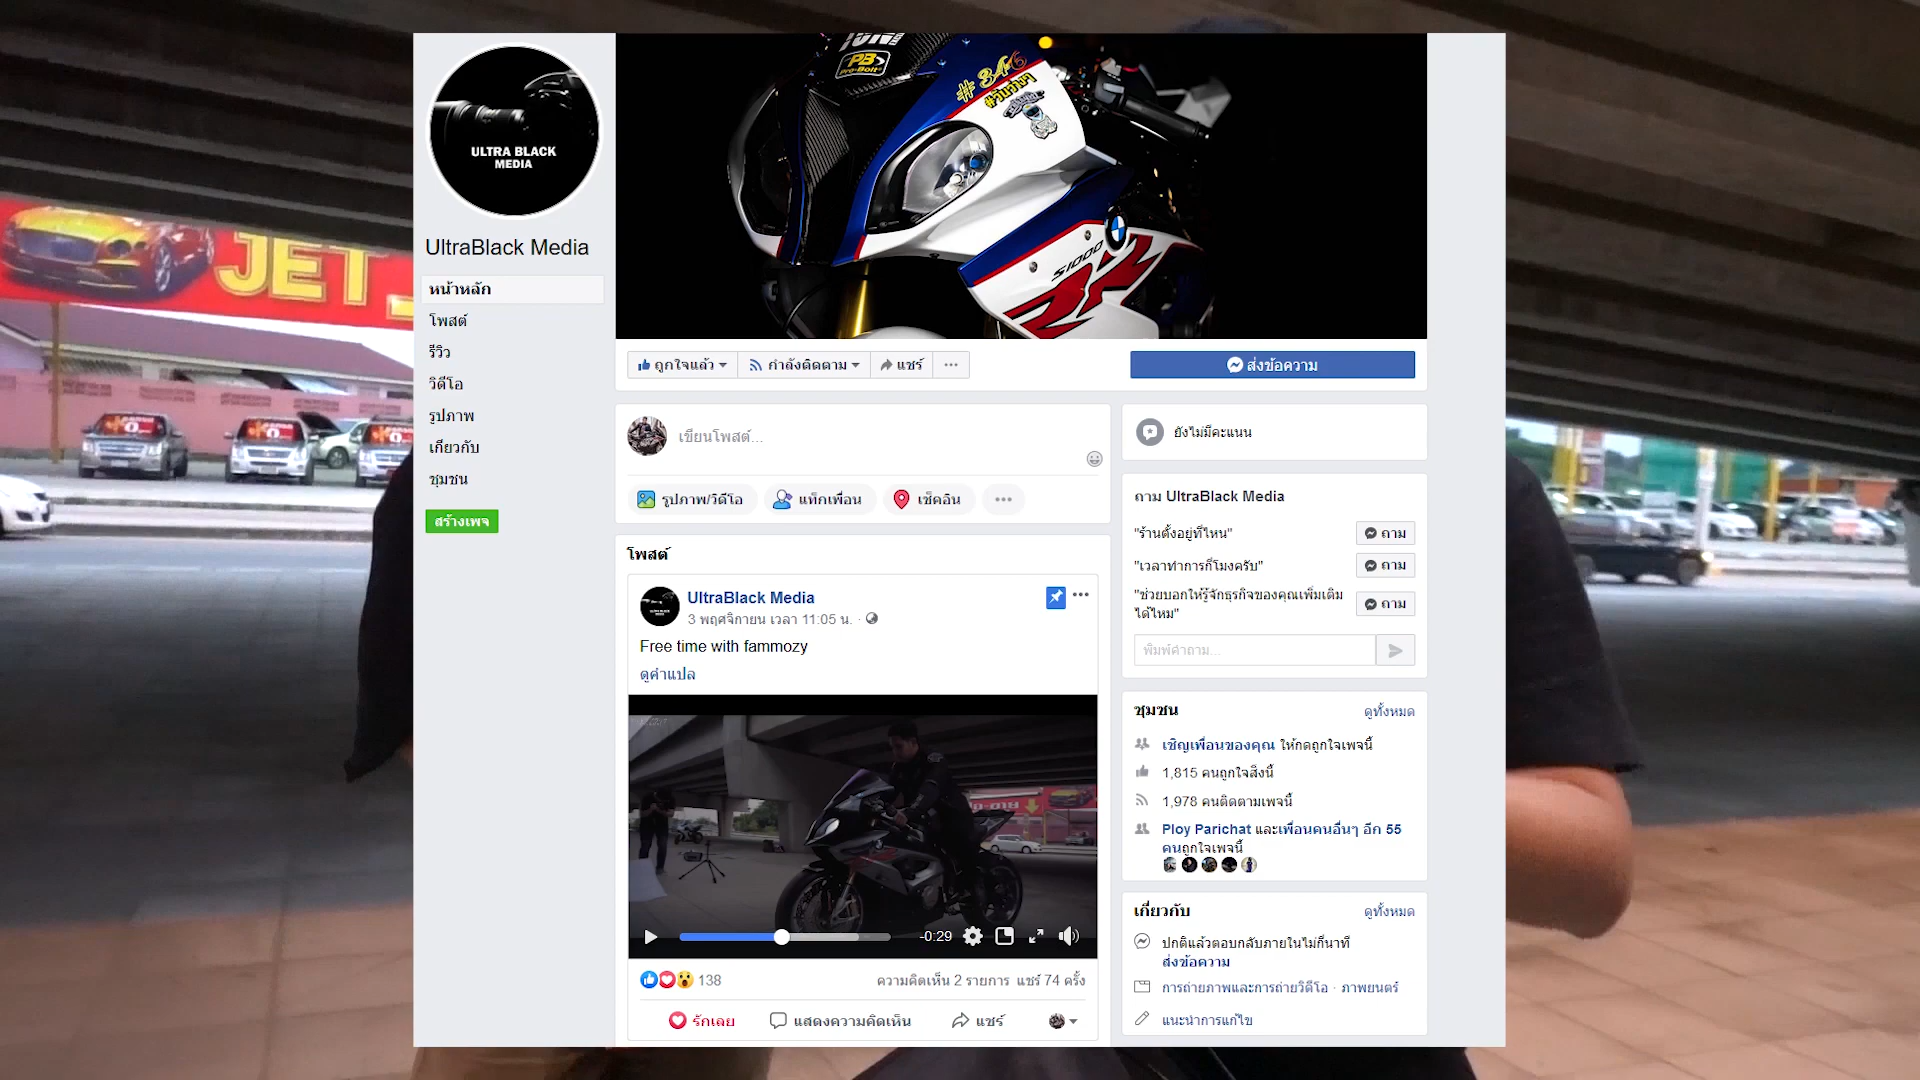 JET
ULTRA BLACK
MEDIA
UltraBlack Media
หน้าหลัก
โพสต์
รีวิว
วิดีโอ
รูปภาพ
เกี่ยวกับ
ชุมชน
สร้างเพจ
PB
Pro-Bolt
#346
#วันว่างๆ
S1000
RR
ถูกใจแล้ว
กำลังติดตาม
แชร์
ส่งข้อความ
เขียนโพสต์...
รูปภาพ/วิดีโอ
แท็กเพื่อน
เช็คอิน
โพสต์
UltraBlack Media
3 พฤศจิกายน เวลา 11:05 น.
Free time with fammozy
ดูคำแปล
-0:29
138
ความคิดเห็น 2 รายการ แชร์ 74 ครั้ง
รักเลย
แสดงความคิดเห็น
แชร์
ยังไม่มีคะแนน
ถาม UltraBlack Media
"ร้านตั้งอยู่ที่ไหน"
ถาม
"เวลาทำการกี่โมงครับ"
ถาม
"ช่วยบอกให้รู้จักธุรกิจของคุณเพิ่มเติม
ได้ไหม"
ถาม
พิมพ์คำถาม...
ชุมชน
ดูทั้งหมด
เชิญเพื่อนของคุณ ให้กดถูกใจเพจนี้
1,815 คนถูกใจสิ่งนี้
1,978 คนติดตามเพจนี้
Ploy Parichat และเพื่อนคนอื่นๆ อีก 55
คนถูกใจเพจนี้
เกี่ยวกับ
ดูทั้งหมด
ปกติแล้วตอบกลับภายในไม่กี่นาที
ส่งข้อความ
การถ่ายภาพและการถ่ายวิดีโอ · ภาพยนตร์
แนะนำการแก้ไข